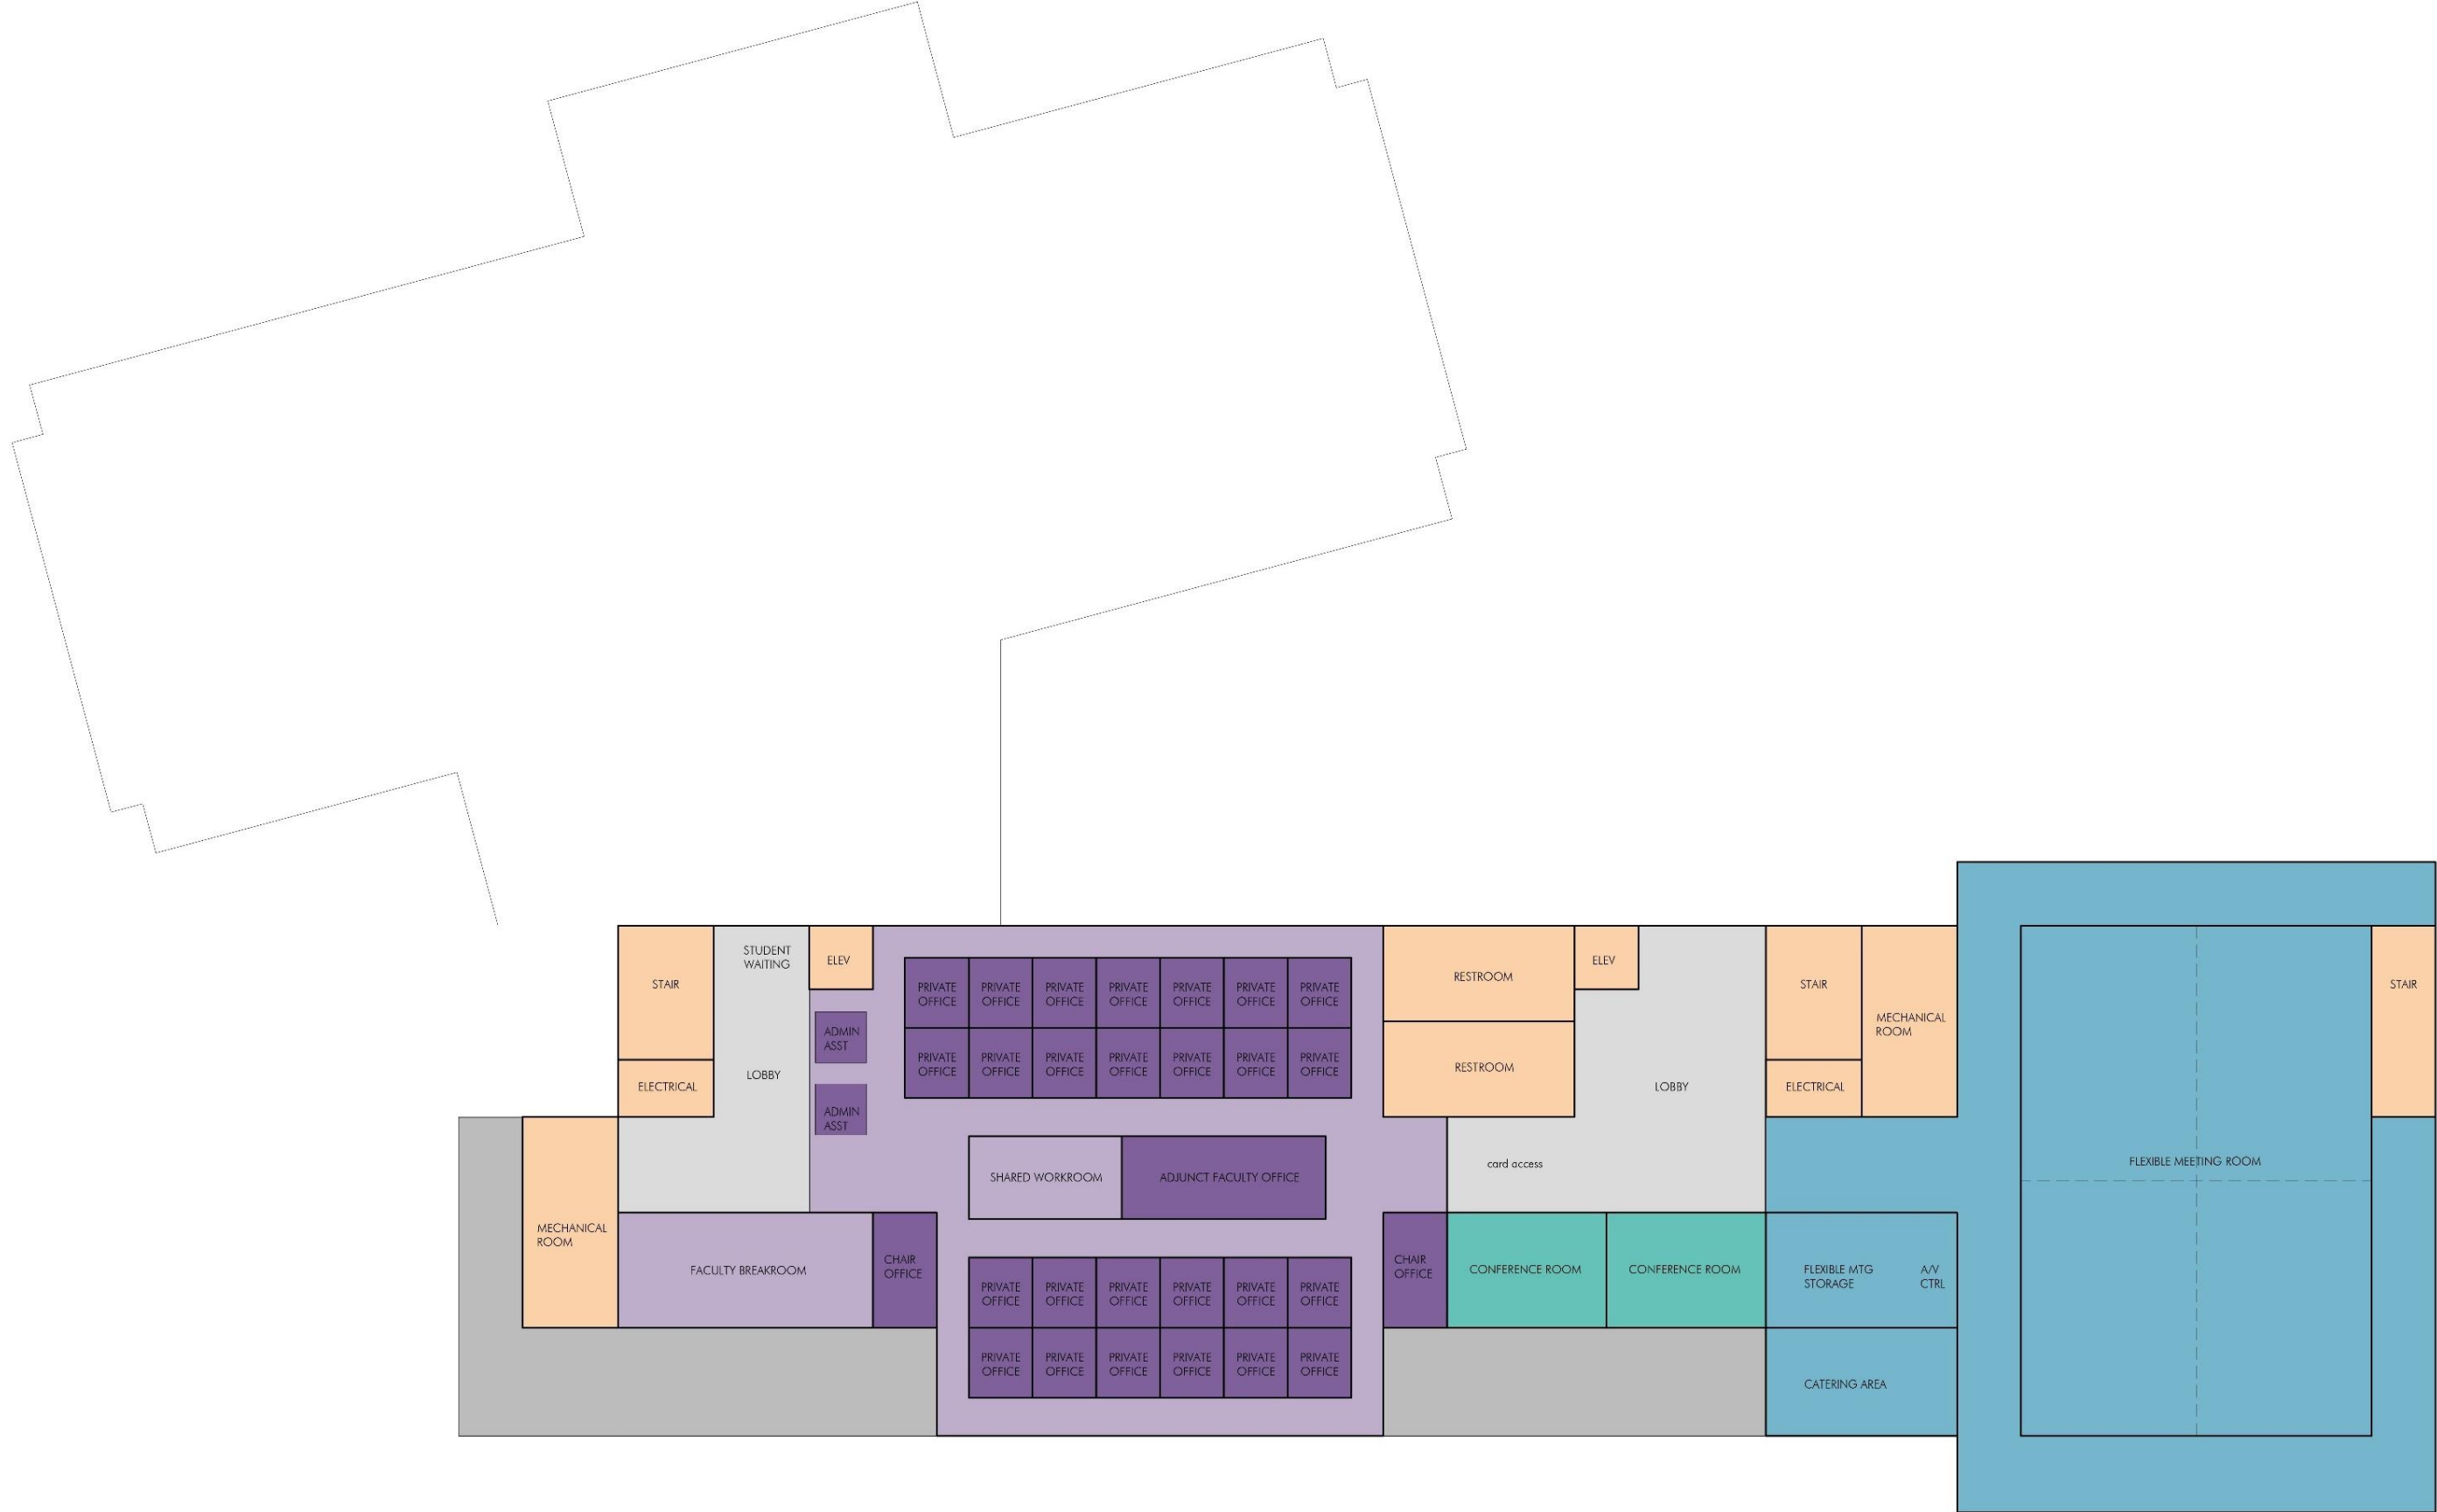 STUDENT
WAITING
STAIR
ELEV
ADMIN
ASST
ADMIN
ASST
ELECTRICAL
LOBBY
PRIVATE
OFFICE
PRIVATE
OFFICE
PRIVATE
OFFICE
PRIVATE
OFFICE
PRIVATE
OFFICE
PRIVATE
OFFICE
PRIVATE
OFFICE
PRIVATE
OFFICE
PRIVATE
OFFICE
PRIVATE
OFFICE
PRIVATE
OFFICE
PRIVATE
OFFICE
PRIVATE
OFFICE
PRIVATE
OFFICE
RESTROOM
RESTROOM
ELEV
LOBBY
card access
STAIR
ELECTRICAL
MECHANICAL
ROOM
STAIR
FLEXIBLE MEETING ROOM
SHARED WORKROOM
ADJUNCT FACULTY OFFICE
MECHANICAL
ROOM
FACULTY BREAKROOM
CHAIR
OFFICE
PRIVATE
OFFICE
PRIVATE
OFFICE
PRIVATE
OFFICE
PRIVATE
OFFICE
PRIVATE
OFFICE
PRIVATE
OFFICE
PRIVATE
OFFICE
PRIVATE
OFFICE
PRIVATE
OFFICE
PRIVATE
OFFICE
PRIVATE
OFFICE
PRIVATE
OFFICE
CHAIR
OFFICE
CONFERENCE ROOM
CONFERENCE ROOM
FLEXIBLE MTG
STORAGE
A/V
CTRL
CATERING AREA